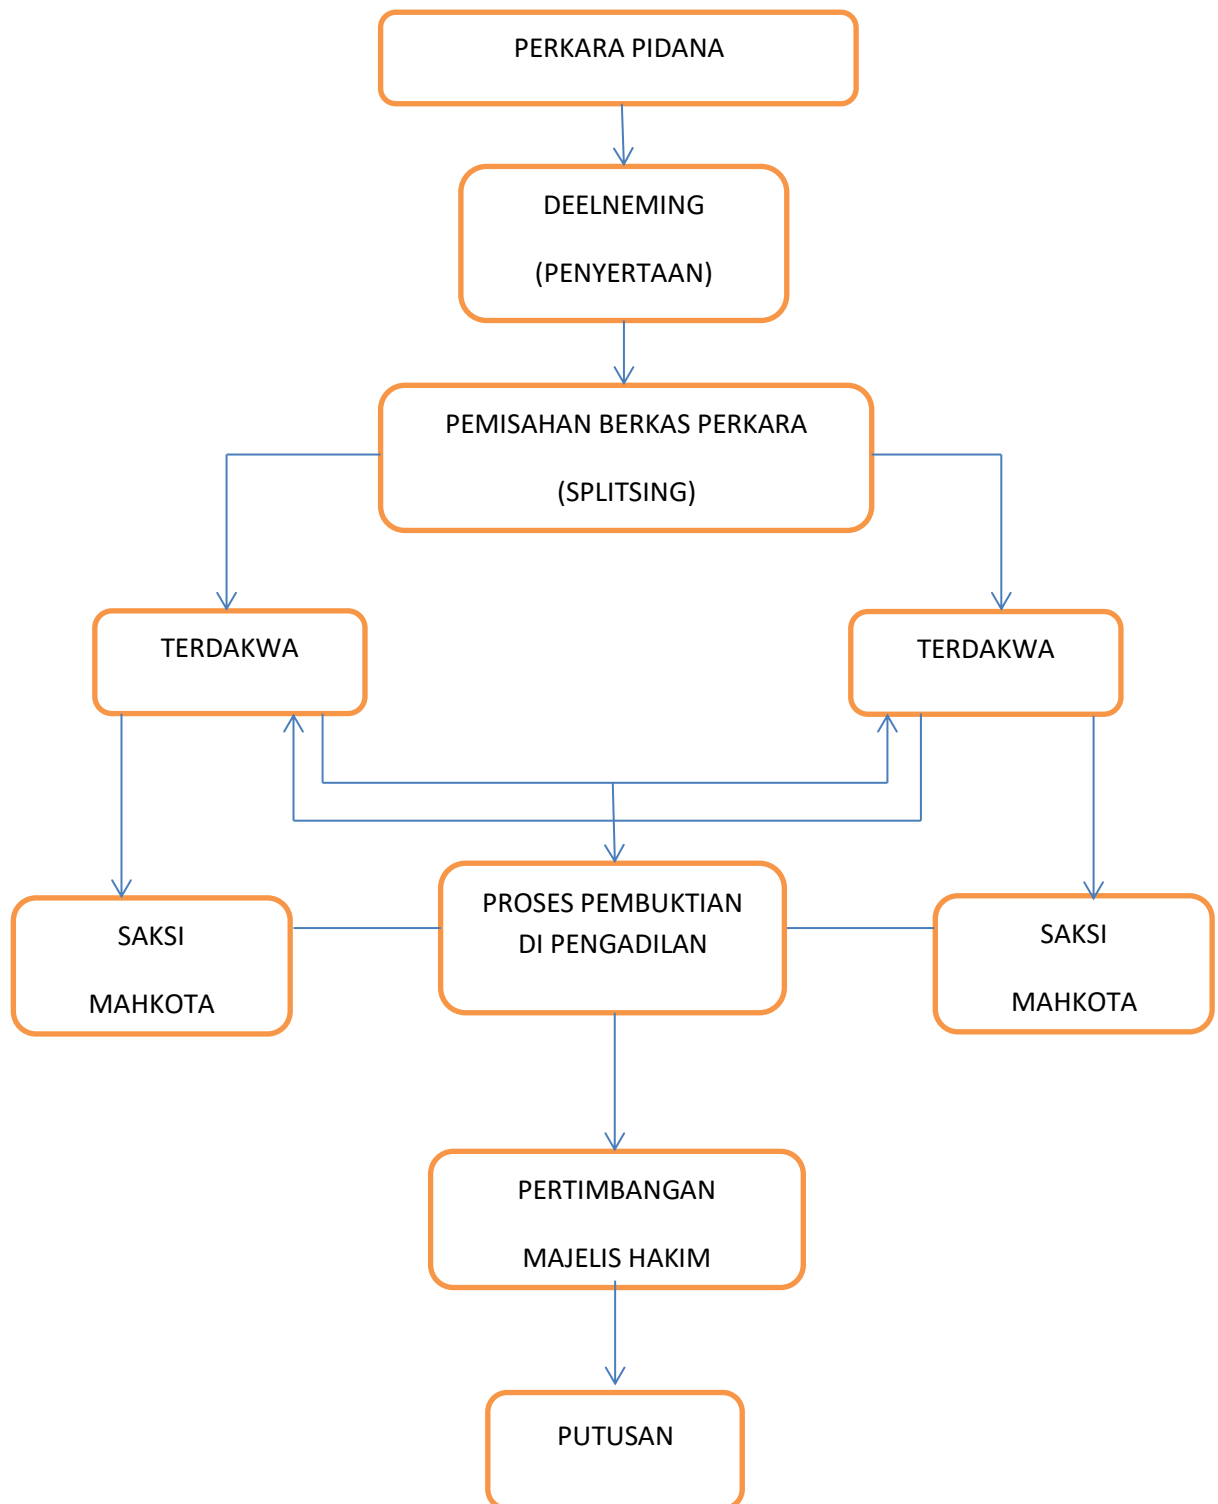 PERKARA PIDANA
DEELNEMING
(PENYERTAAN)
PEMISAHAN BERKAS PERKARA
(SPLITSING)
TERDAKWA
TERDAKWA
PROSES PEMBUKTIAN
DI PENGADILAN
SAKSI
MAHKOTA
SAKSI
MAHKOTA
PERTIMBANGAN
MAJELIS HAKIM
PUTUSAN